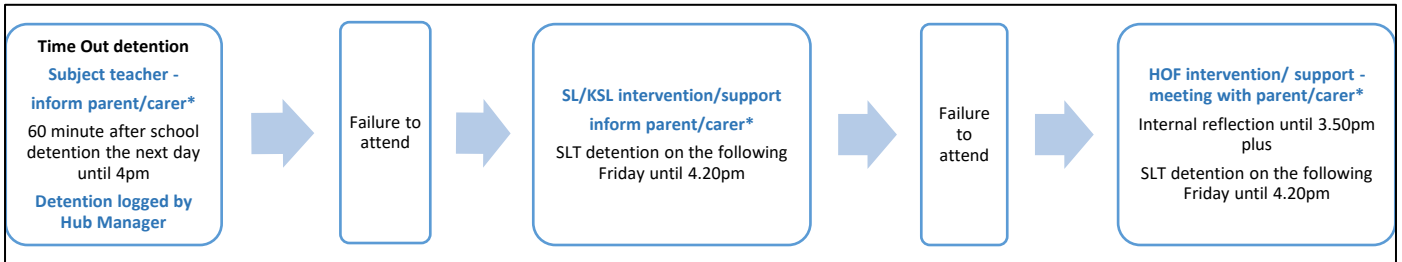 Time Out detention
Subject teacher -
inform parent/carer*
60 minute after school
detention the next day
until 4pm
Detention logged by
Hub Manager
Failure to
attend
SL/KSL intervention/support
inform parent/carer*
SLT detention on the following
Friday until 4.20pm
Failure
to
attend
HOF intervention/ support -
meeting with parent/carer*
Internal reflection until 3.50pm
plus
SLT detention on the following
Friday until 4.20pm